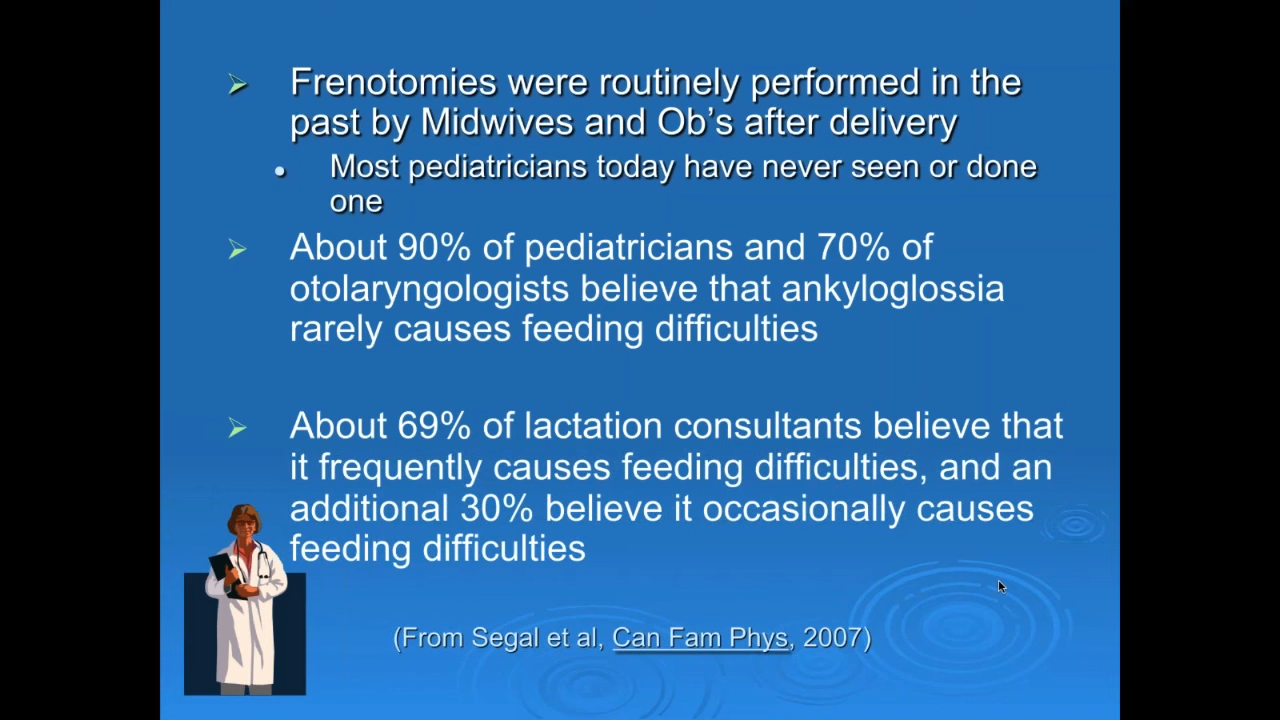 Frenotomies were routinely performed in the
past by Midwives and Ob's after delivery
Most pediatricians today have never seen or done
one
About 90% of pediatricians and 70% of
otolaryngologists believe that ankyloglossia
rarely causes feeding difficulties
About 69% of lactation consultants believe that
it frequently causes feeding difficulties, and an
additional 30% believe it occasionally causes
feeding difficulties
(From Segal et al, Can Fam Phys, 2007)